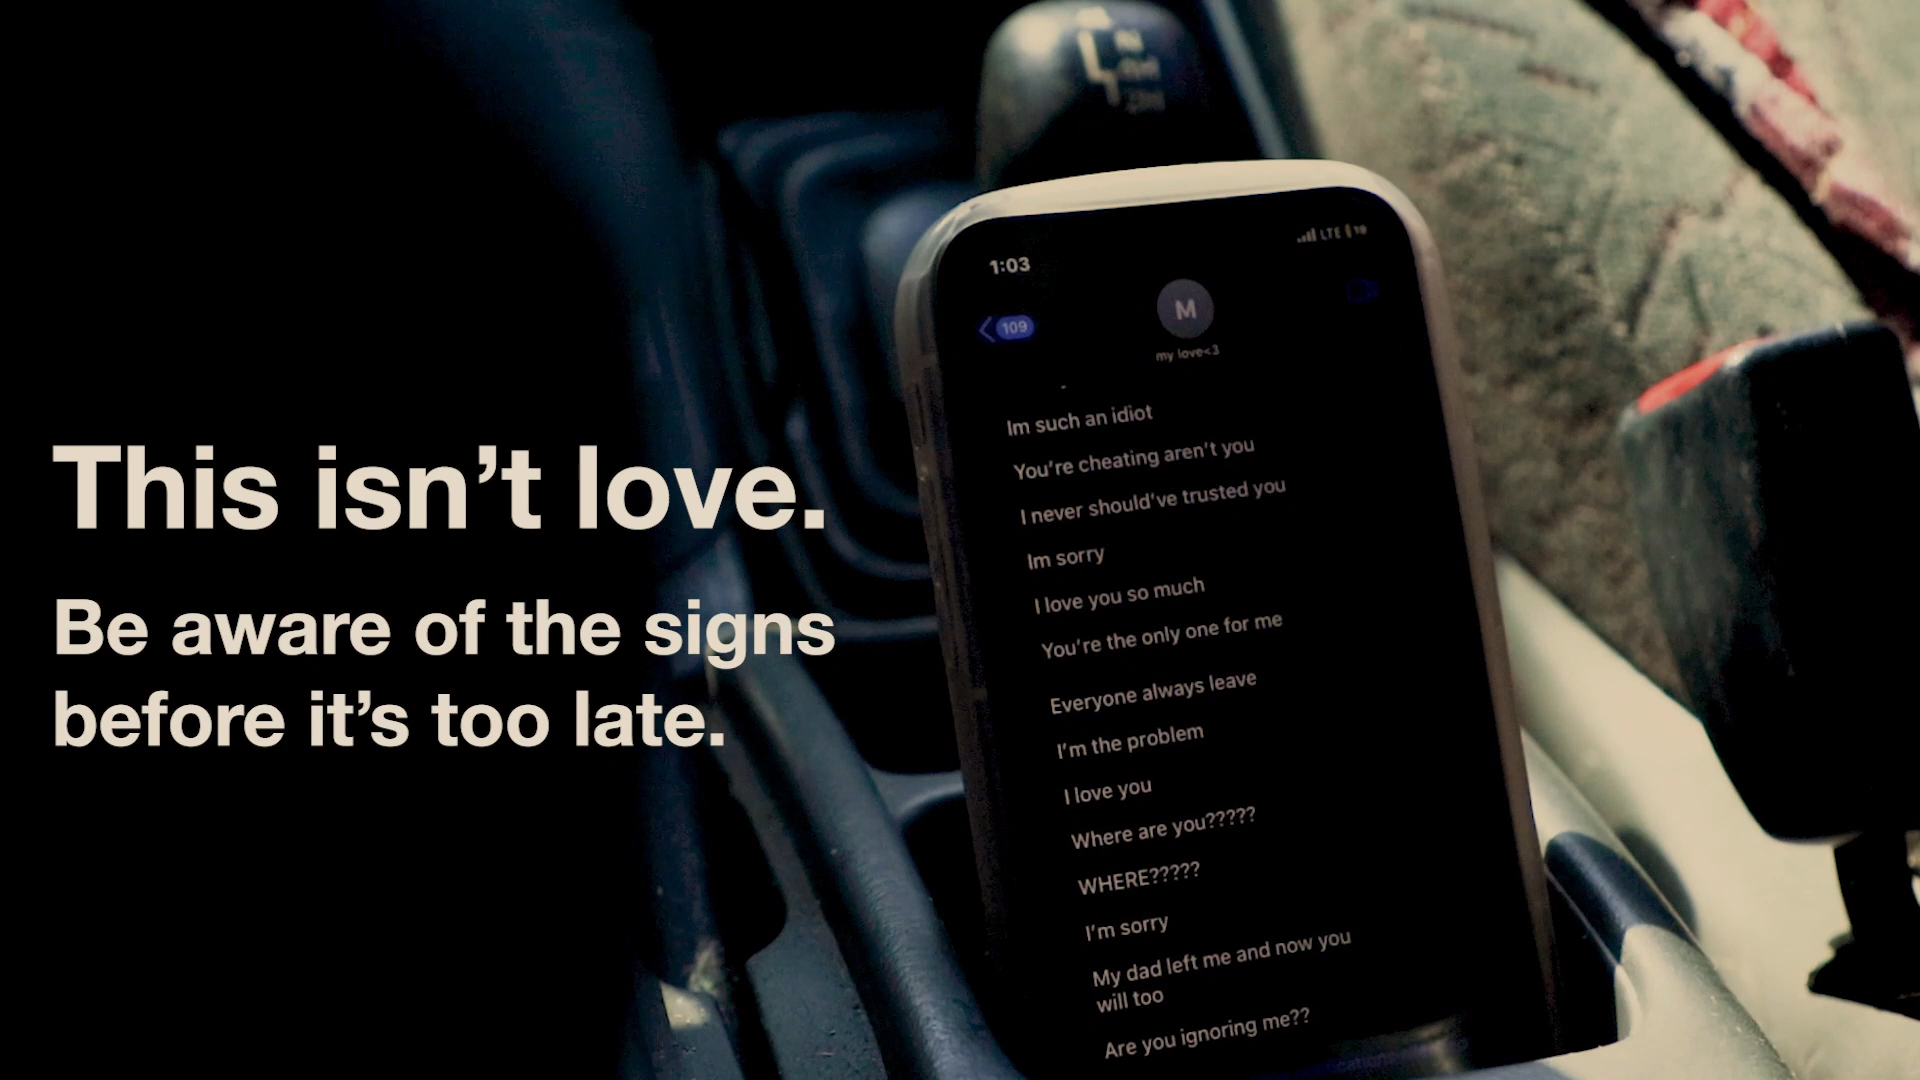 This isn’t love.
Be aware of the signs
before it’s too late.
1:03
LTE
109
M
my love<3
Im such an idiot
You’re cheating aren’t you
I never should’ve trusted you
Im sorry
I love you so much
You’re the only one for me
Everyone always leave
I’m the problem
I love you
Where are you?????
WHERE?????
I’m sorry
My dad left me and now you
will too
Are you ignoring me??